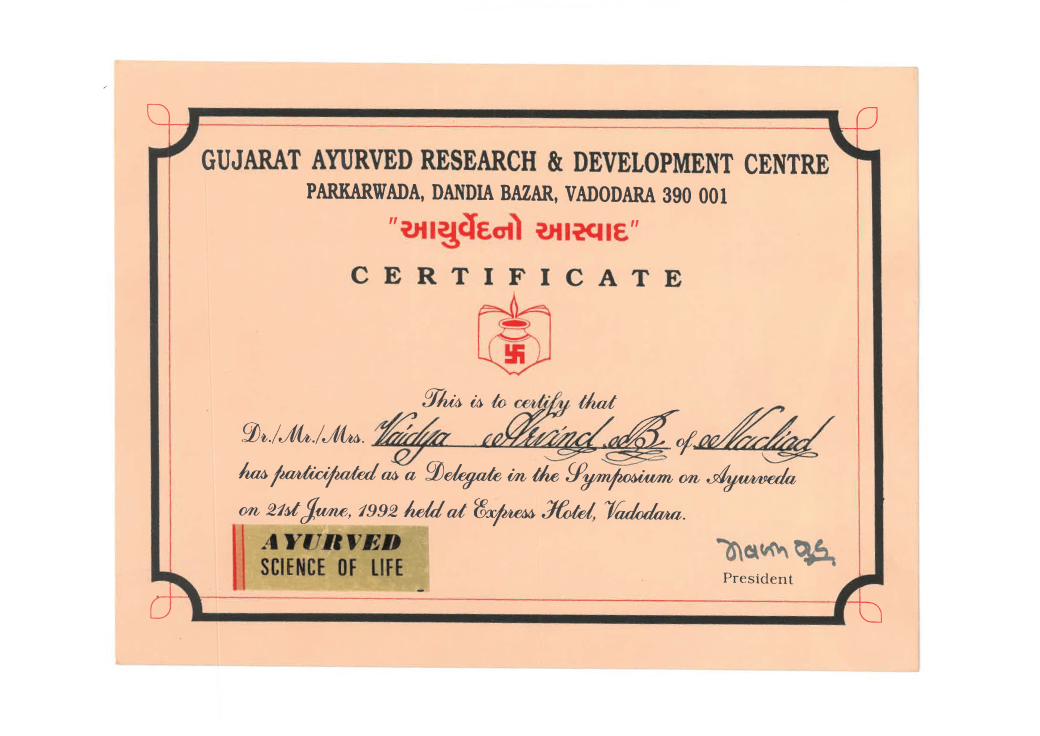 GUJARAT AYURVED RESEARCH & DEVELOPMENT CENTRE
PARKARWADA, DANDIA BAZAR, VADODARA 390 001
"આયુર્વેદનો આસ્વાદ"
CERTIFICATE
This is to certify that
Dr./Mr./Mrs. Vaidya Arvind B. of Nadiad
has participated as a Delegate in the Symposium on Ayurveda
on 21st June, 1992 held at Express Hotel, Vadodara.
AYURVED
SCIENCE OF LIFE
President